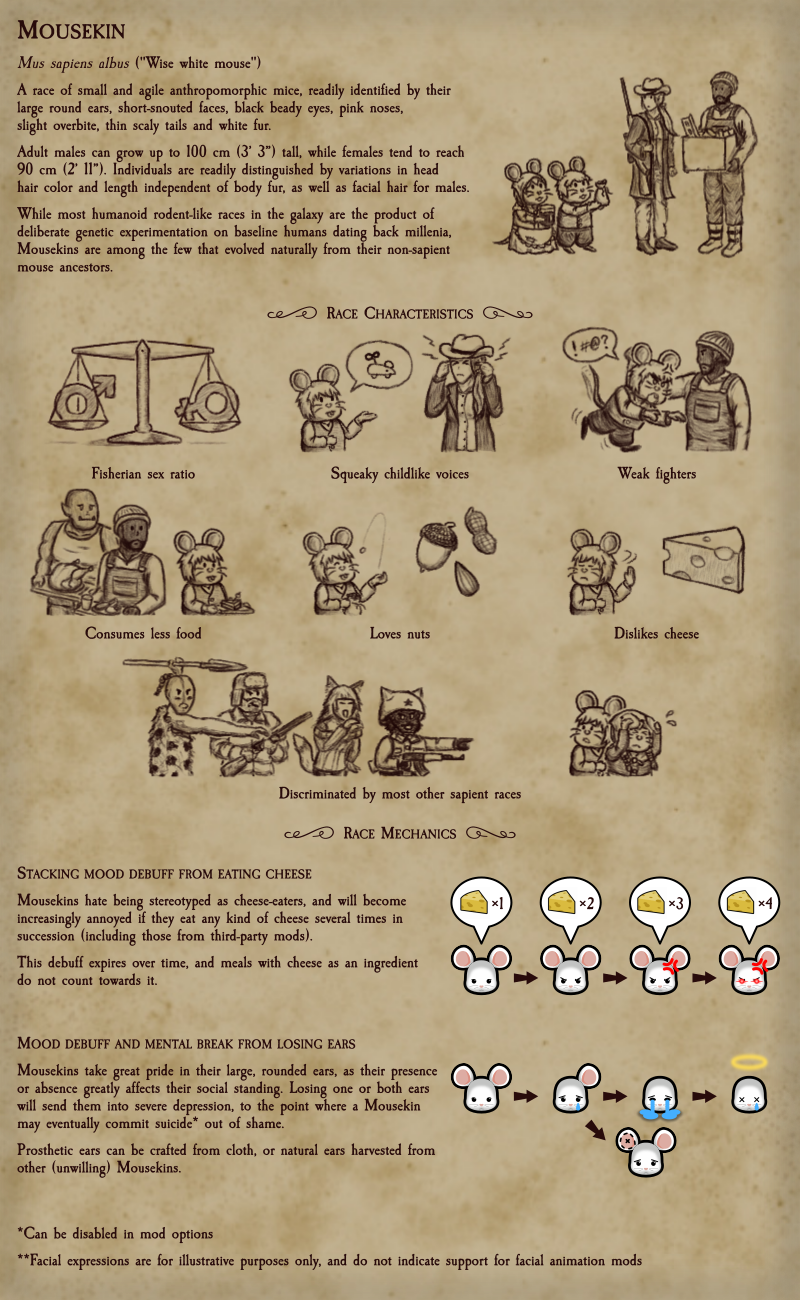 Mousekin
Mus sapiens albus ("Wise white mouse")
A race of small and agile anthropomorphic mice, readily identified by their
large round ears, short-snouted faces, black beady eyes, pink noses,
slight overbite, thin scaly tails and white fur.
Adult males can grow up to 100 cm (3' 3") tall, while females tend to reach
90 cm (2' 11"). Individuals are readily distinguished by variations in head
hair color and length independent of body fur, as well as facial hair for males.
While most humanoid rodent-like races in the galaxy are the product of
deliberate genetic experimentation on baseline humans dating back millenia,
Mousekins are among the few that evolved naturally from their non-sapient
mouse ancestors.
Race Characteristics
!#@?
Fisherian sex ratio
Squeaky childlike voices
Weak fighters
Consumes less food
Loves nuts
Dislikes cheese
Discriminated by most other sapient races
Race Mechanics
Stacking mood debuff from eating cheese
Mousekins hate being stereotyped as cheese-eaters, and will become
increasingly annoyed if they eat any kind of cheese several times in
succession (including those from third-party mods).
This debuff expires over time, and meals with cheese as an ingredient
do not count towards it.
×1
×2
×3
×4
Mood debuff and mental break from losing ears
Mousekins take great pride in their large, rounded ears, as their presence
or absence greatly affects their social standing. Losing one or both ears
will send them into severe depression, to the point where a Mousekin
may eventually commit suicide* out of shame.
Prosthetic ears can be crafted from cloth, or natural ears harvested from
other (unwilling) Mousekins.
*Can be disabled in mod options
**Facial expressions are for illustrative purposes only, and do not indicate support for facial animation mods